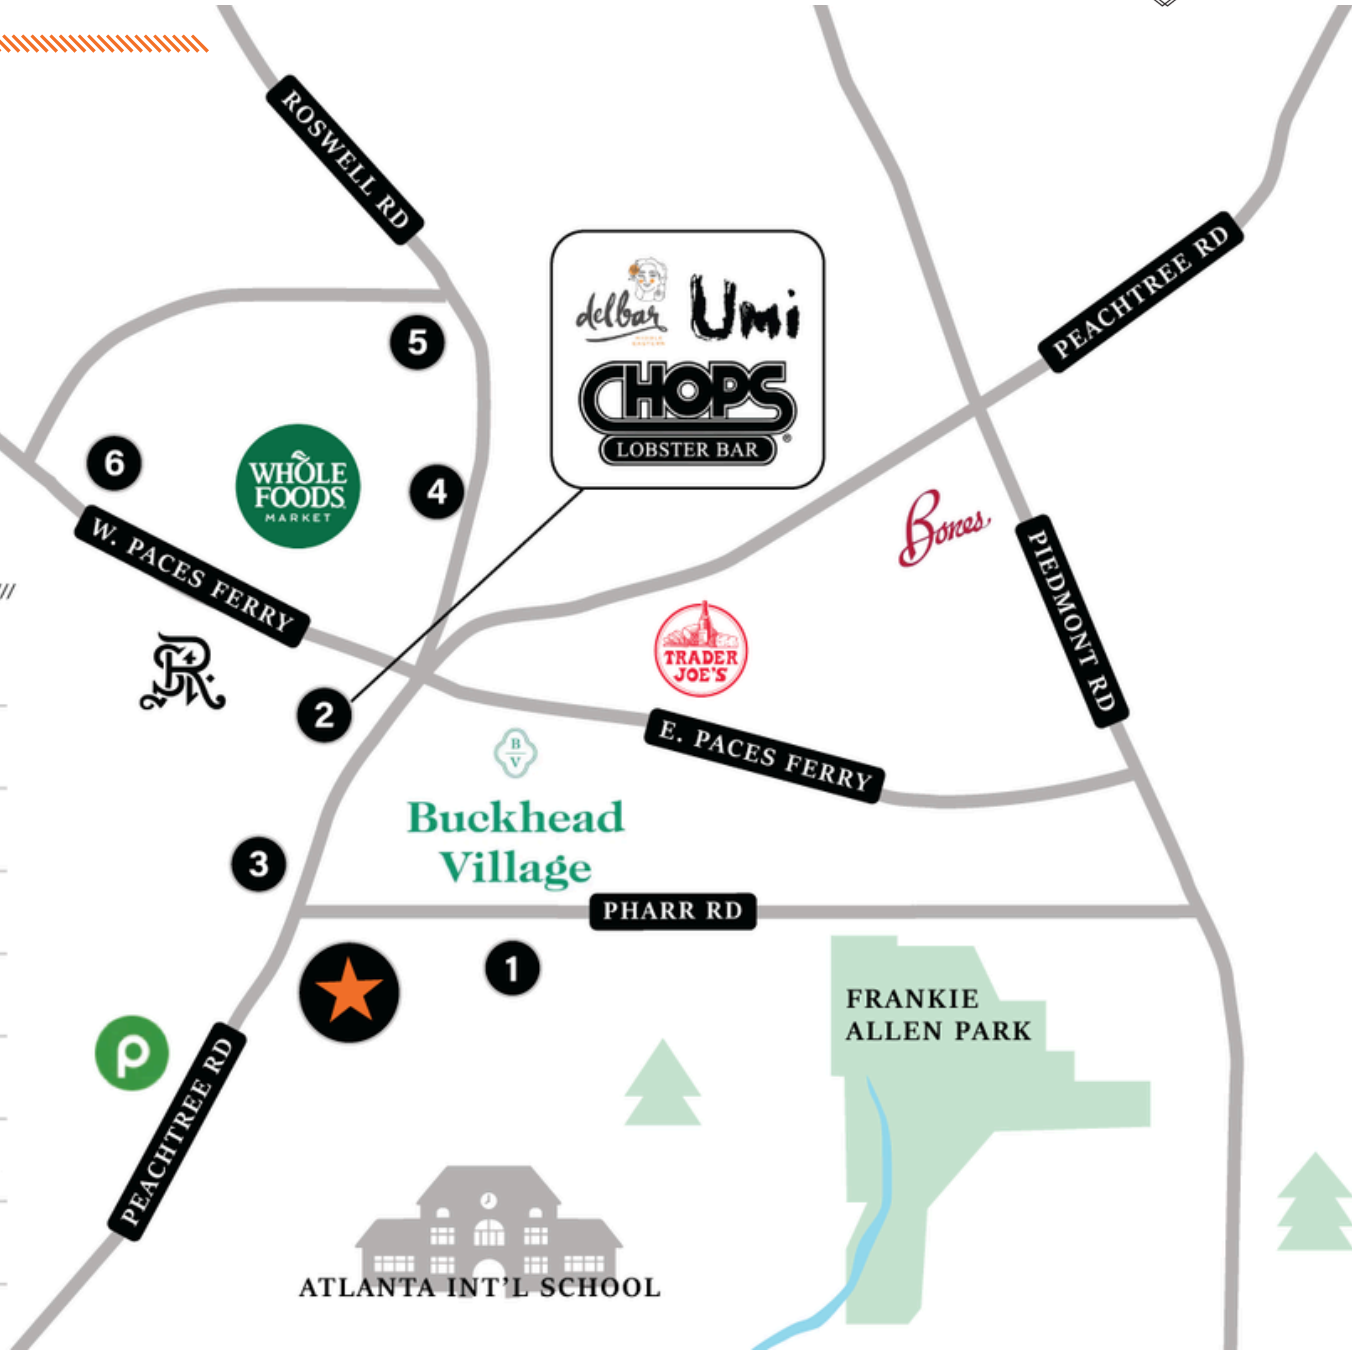 ROSWELL RD
PEACHTREE RD
delbar
MIDDLE
EASTERN
Umi
CHOPS
LOBSTER BAR
®
5
6
WHOLE
FOODS
MARKET
4
Bones
W. PACES FERRY
PIEDMONT RD
TRADER
JOE'S
R
2
B
V
E. PACES FERRY
Buckhead
Village
3
PHARR RD
1
FRANKIE
ALLEN PARK
P
PEACHTREE RD
ATLANTA INT'L SCHOOL